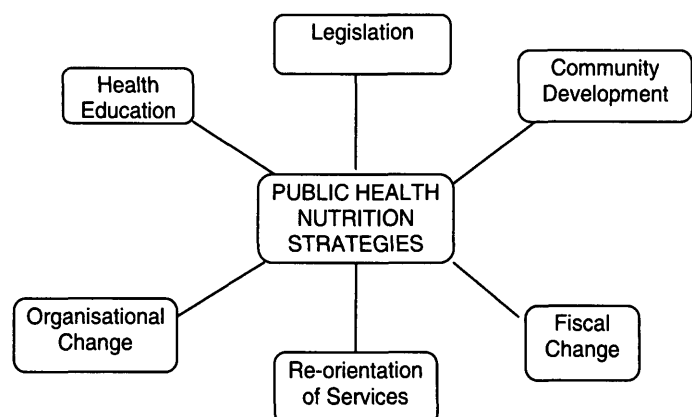 Legislation
Health
Education
Community
Development
PUBLIC HEALTH
NUTRITION
STRATEGIES
Organisational
Change
Fiscal
Change
Re-orientation
of Services